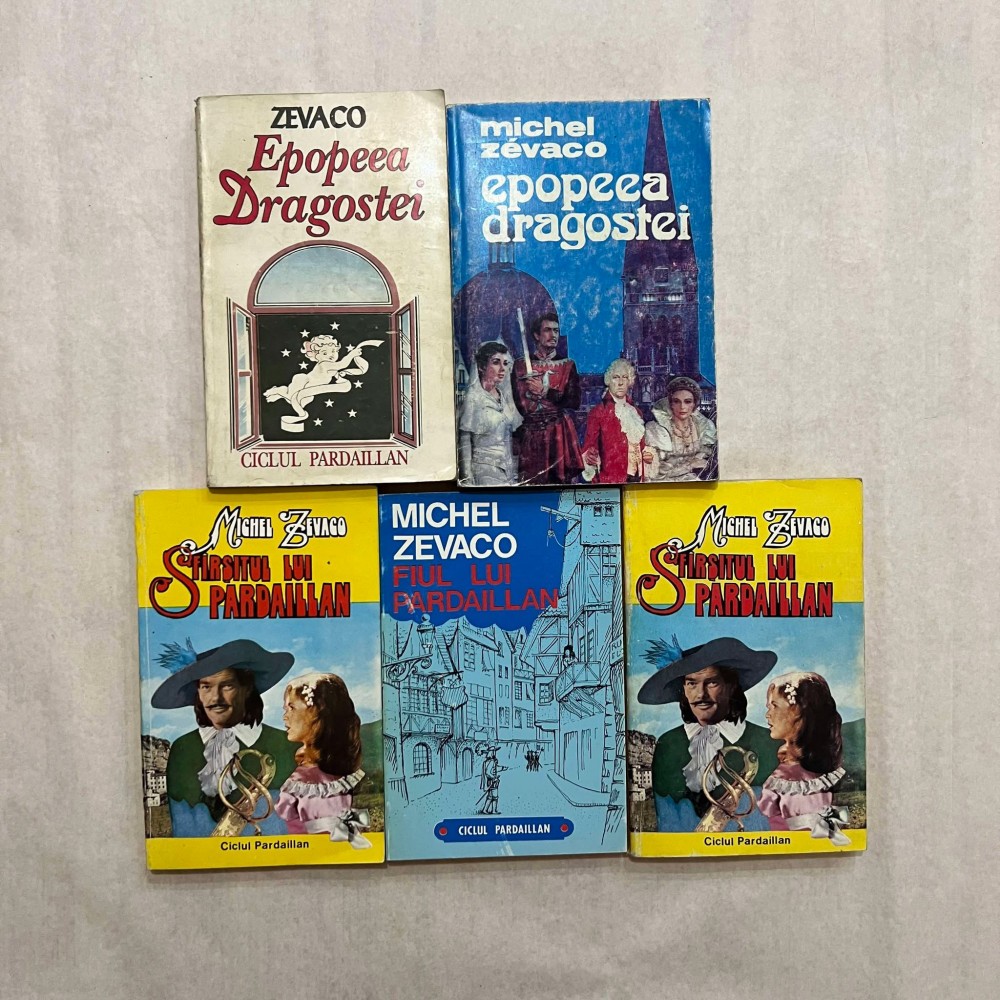 ZEVACO
Epopeea
Dragostei
CICLUL PARDAILLAN
michel
zévaco
epopeea
dragostei
MICHEL ZEVACO
SFÎRŞITUL LUI
PARDAILLAN
Ciclul Pardaillan
MICHEL
ZEVACO
FIUL LUI
PARDAILLAN
CICLUL PARDAILLAN
MICHEL ZEVACO
SFÎRŞITUL LUI
PARDAILLAN
Ciclul Pardaillan